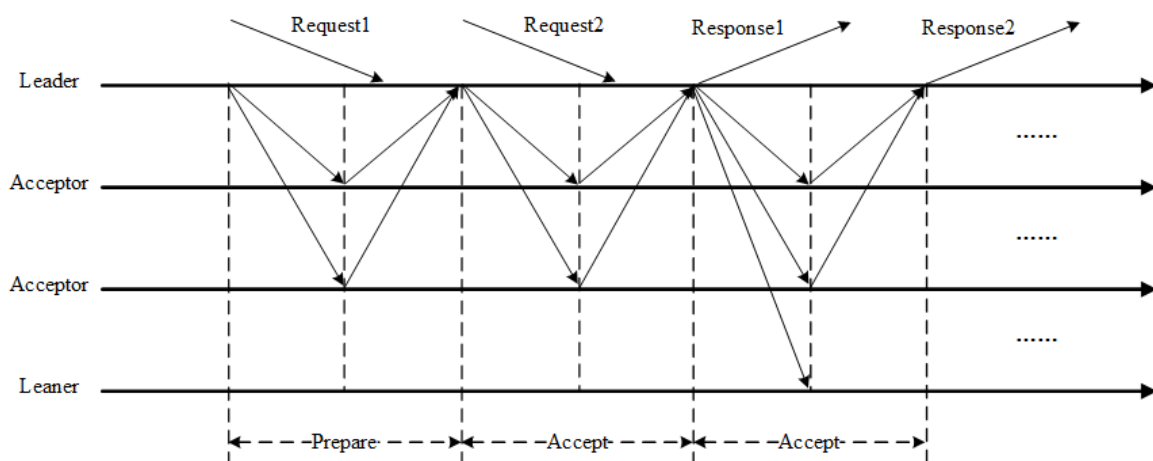 Request1
Request2
Response1
Response2
Leader
......
Acceptor
......
Acceptor
......
Leaner
Prepare
Accept
Accept